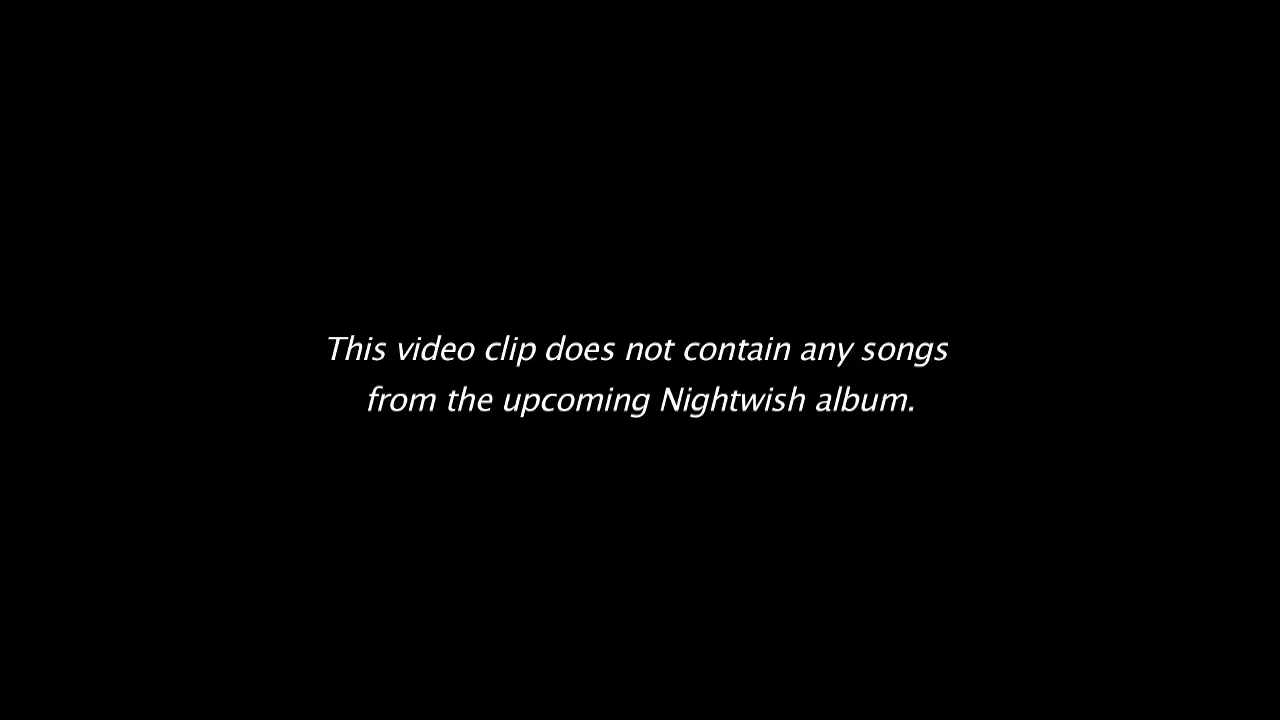 This video clip does not contain any songs
from the upcoming Nightwish album.